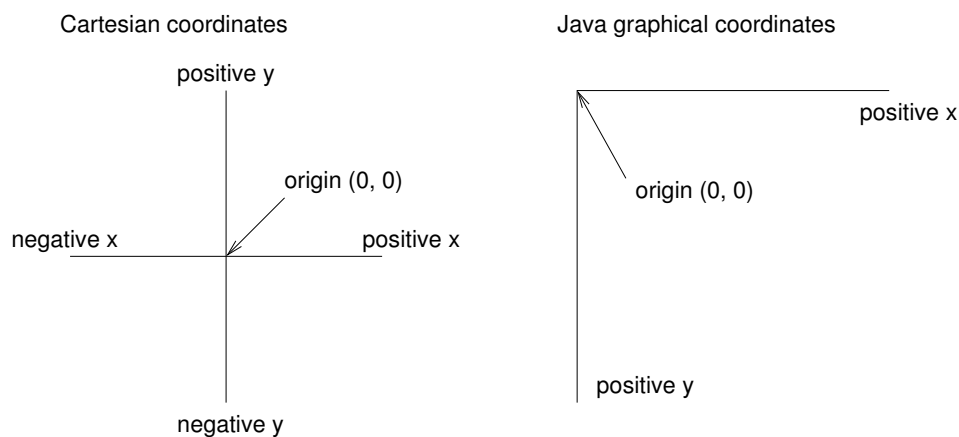 Cartesian coordinates
positive y
origin (0, 0)
negative x
positive x
negative y
Java graphical coordinates
positive x
origin (0, 0)
positive y